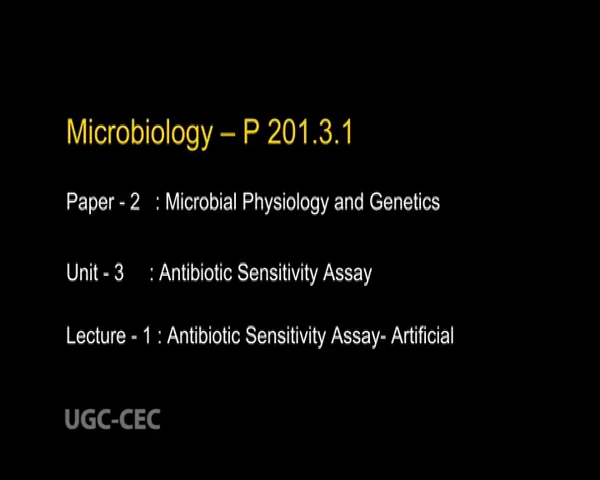 Microbiology – P 201.3.1
Paper - 2 : Microbial Physiology and Genetics
Unit - 3 : Antibiotic Sensitivity Assay
Lecture - 1 : Antibiotic Sensitivity Assay- Artificial
UGC-CEC